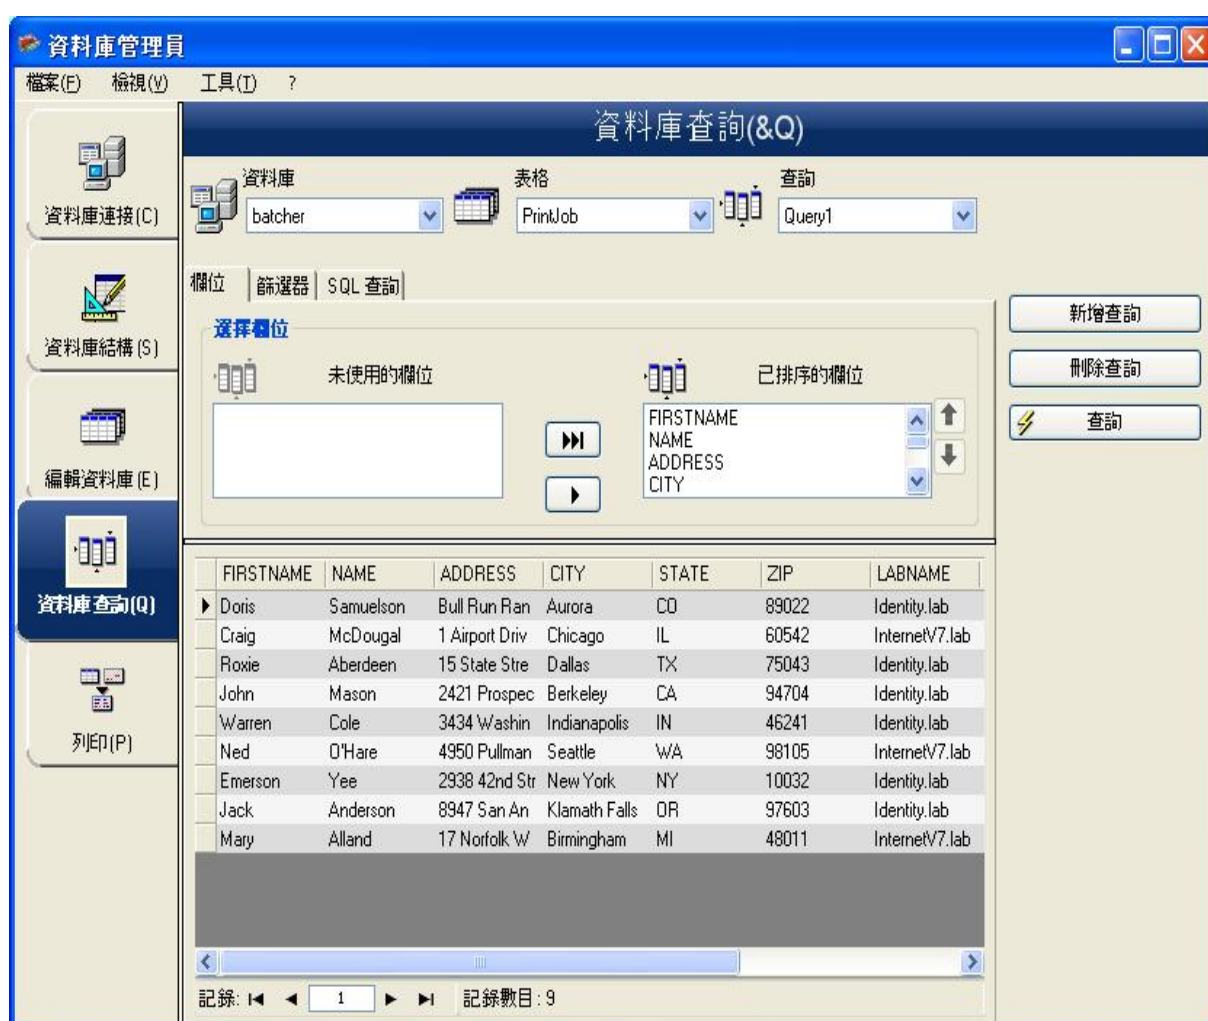 資料庫管理員
檔案(F) 檢視(V) 工具(T) ?
資料庫查詢(&Q)
資料庫連接(C)
資料庫結構(S)
編輯資料庫(E)
資料庫查詢(Q)
列印(P)
資料庫 表格 查詢
batcher PrintJob Query1
欄位 篩選器 SQL 查詢
選擇欄位
未使用的欄位 已排序的欄位
FIRSTNAME
NAME
ADDRESS
CITY
新增查詢
刪除查詢
查詢
FIRSTNAME NAME ADDRESS CITY STATE ZIP LABNAME
Doris Samuelson Bull Run Ran Aurora CO 89022 Identity.lab
Craig McDougal 1 Airport Driv Chicago IL 60542 InternetV7.lab
Roxie Aberdeen 15 State Stre Dallas TX 75043 Identity.lab
John Mason 2421 Prospec Berkeley CA 94704 Identity.lab
Warren Cole 3434 Washin Indianapolis IN 46241 Identity.lab
Ned O'Hare 4950 Pullman Seattle WA 98105 InternetV7.lab
Emerson Yee 2938 42nd Str New York NY 10032 Identity.lab
Jack Anderson 8947 San An Klamath Falls OR 97603 Identity.lab
Mary Alland 17 Norfolk W Birmingham MI 48011 InternetV7.lab
記錄: 1 記錄數目: 9